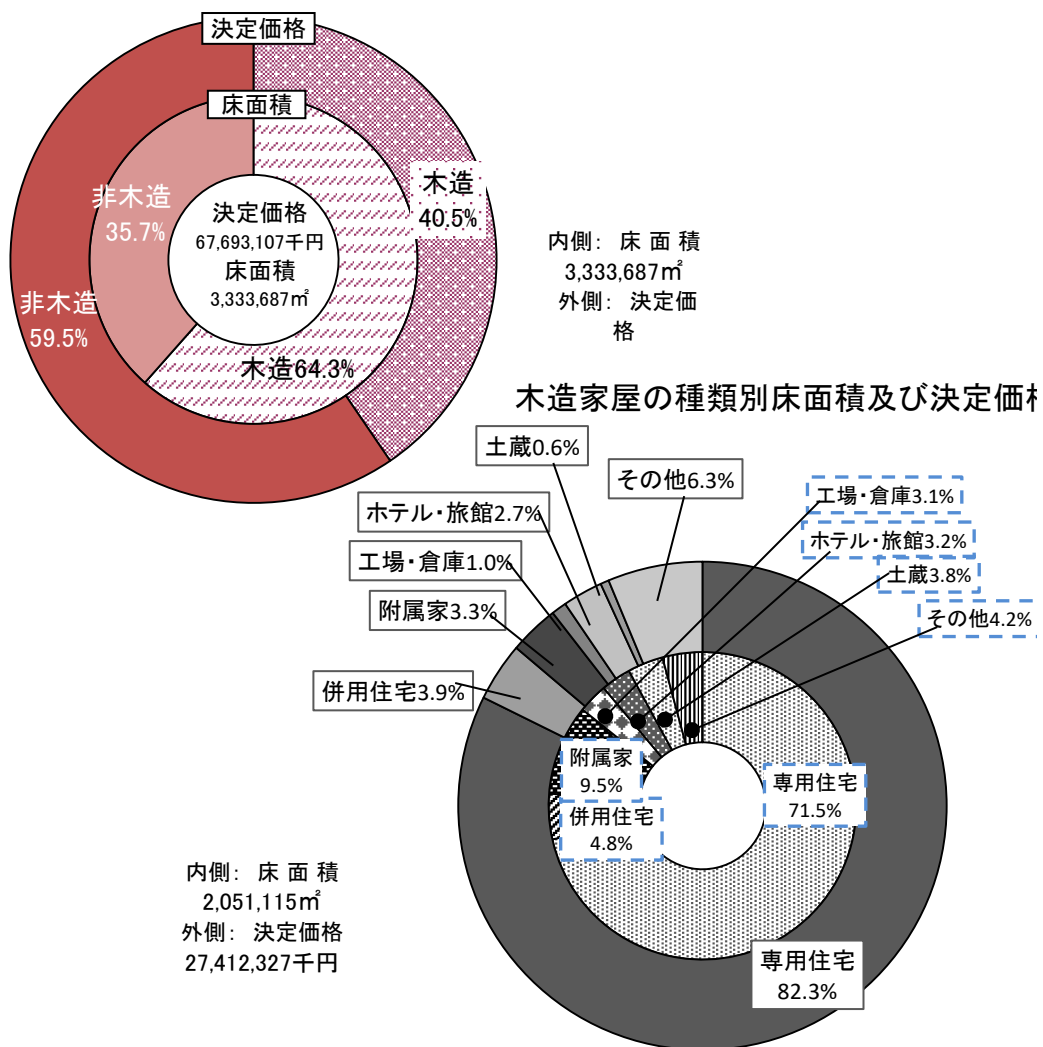 決定価格
床面積
非木造
35.7%
木造
40.5%
決定価格
67,693,107千円
床面積
3,333,687㎡
非木造
59.5%
木造64.3%
内側： 床 面 積
3,333,687㎡
外側： 決定価
格
木造家屋の種類別床面積及び決定価格
土蔵0.6%
その他6.3%
工場・倉庫3.1%
ホテル・旅館2.7%
ホテル・旅館3.2%
工場・倉庫1.0%
土蔵3.8%
附属家3.3%
その他4.2%
併用住宅3.9%
附属家
9.5%
専用住宅
71.5%
併用住宅
4.8%
内側： 床 面 積
2,051,115㎡
外側： 決定価格
27,412,327千円
専用住宅
82.3%